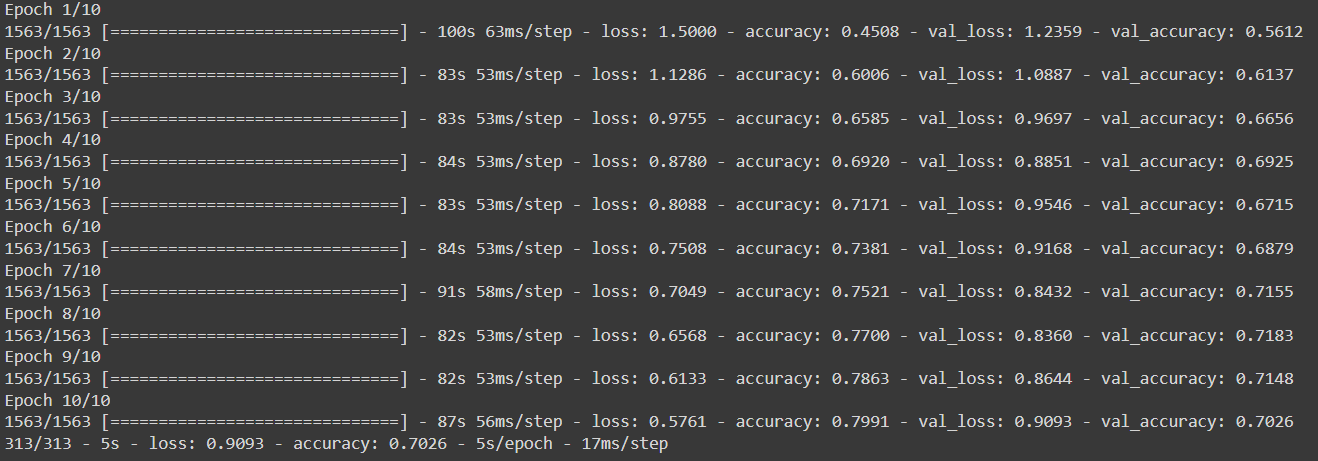 Epoch 1/10
1563/1563 [==============================] - 100s 63ms/step - loss: 1.5000 - accuracy: 0.4508 - val_loss: 1.2359 - val_accuracy: 0.5612
Epoch 2/10
1563/1563 [==============================] - 83s 53ms/step - loss: 1.1286 - accuracy: 0.6006 - val_loss: 1.0887 - val_accuracy: 0.6137
Epoch 3/10
1563/1563 [==============================] - 83s 53ms/step - loss: 0.9755 - accuracy: 0.6585 - val_loss: 0.9697 - val_accuracy: 0.6656
Epoch 4/10
1563/1563 [==============================] - 84s 53ms/step - loss: 0.8780 - accuracy: 0.6920 - val_loss: 0.8851 - val_accuracy: 0.6925
Epoch 5/10
1563/1563 [==============================] - 83s 53ms/step - loss: 0.8088 - accuracy: 0.7171 - val_loss: 0.9546 - val_accuracy: 0.6715
Epoch 6/10
1563/1563 [==============================] - 84s 53ms/step - loss: 0.7508 - accuracy: 0.7381 - val_loss: 0.9168 - val_accuracy: 0.6879
Epoch 7/10
1563/1563 [==============================] - 91s 58ms/step - loss: 0.7049 - accuracy: 0.7521 - val_loss: 0.8432 - val_accuracy: 0.7155
Epoch 8/10
1563/1563 [==============================] - 82s 53ms/step - loss: 0.6568 - accuracy: 0.7700 - val_loss: 0.8360 - val_accuracy: 0.7183
Epoch 9/10
1563/1563 [==============================] - 82s 53ms/step - loss: 0.6133 - accuracy: 0.7863 - val_loss: 0.8644 - val_accuracy: 0.7148
Epoch 10/10
1563/1563 [==============================] - 87s 56ms/step - loss: 0.5761 - accuracy: 0.7991 - val_loss: 0.9093 - val_accuracy: 0.7026
313/313 - 5s - loss: 0.9093 - accuracy: 0.7026 - 5s/epoch - 17ms/step